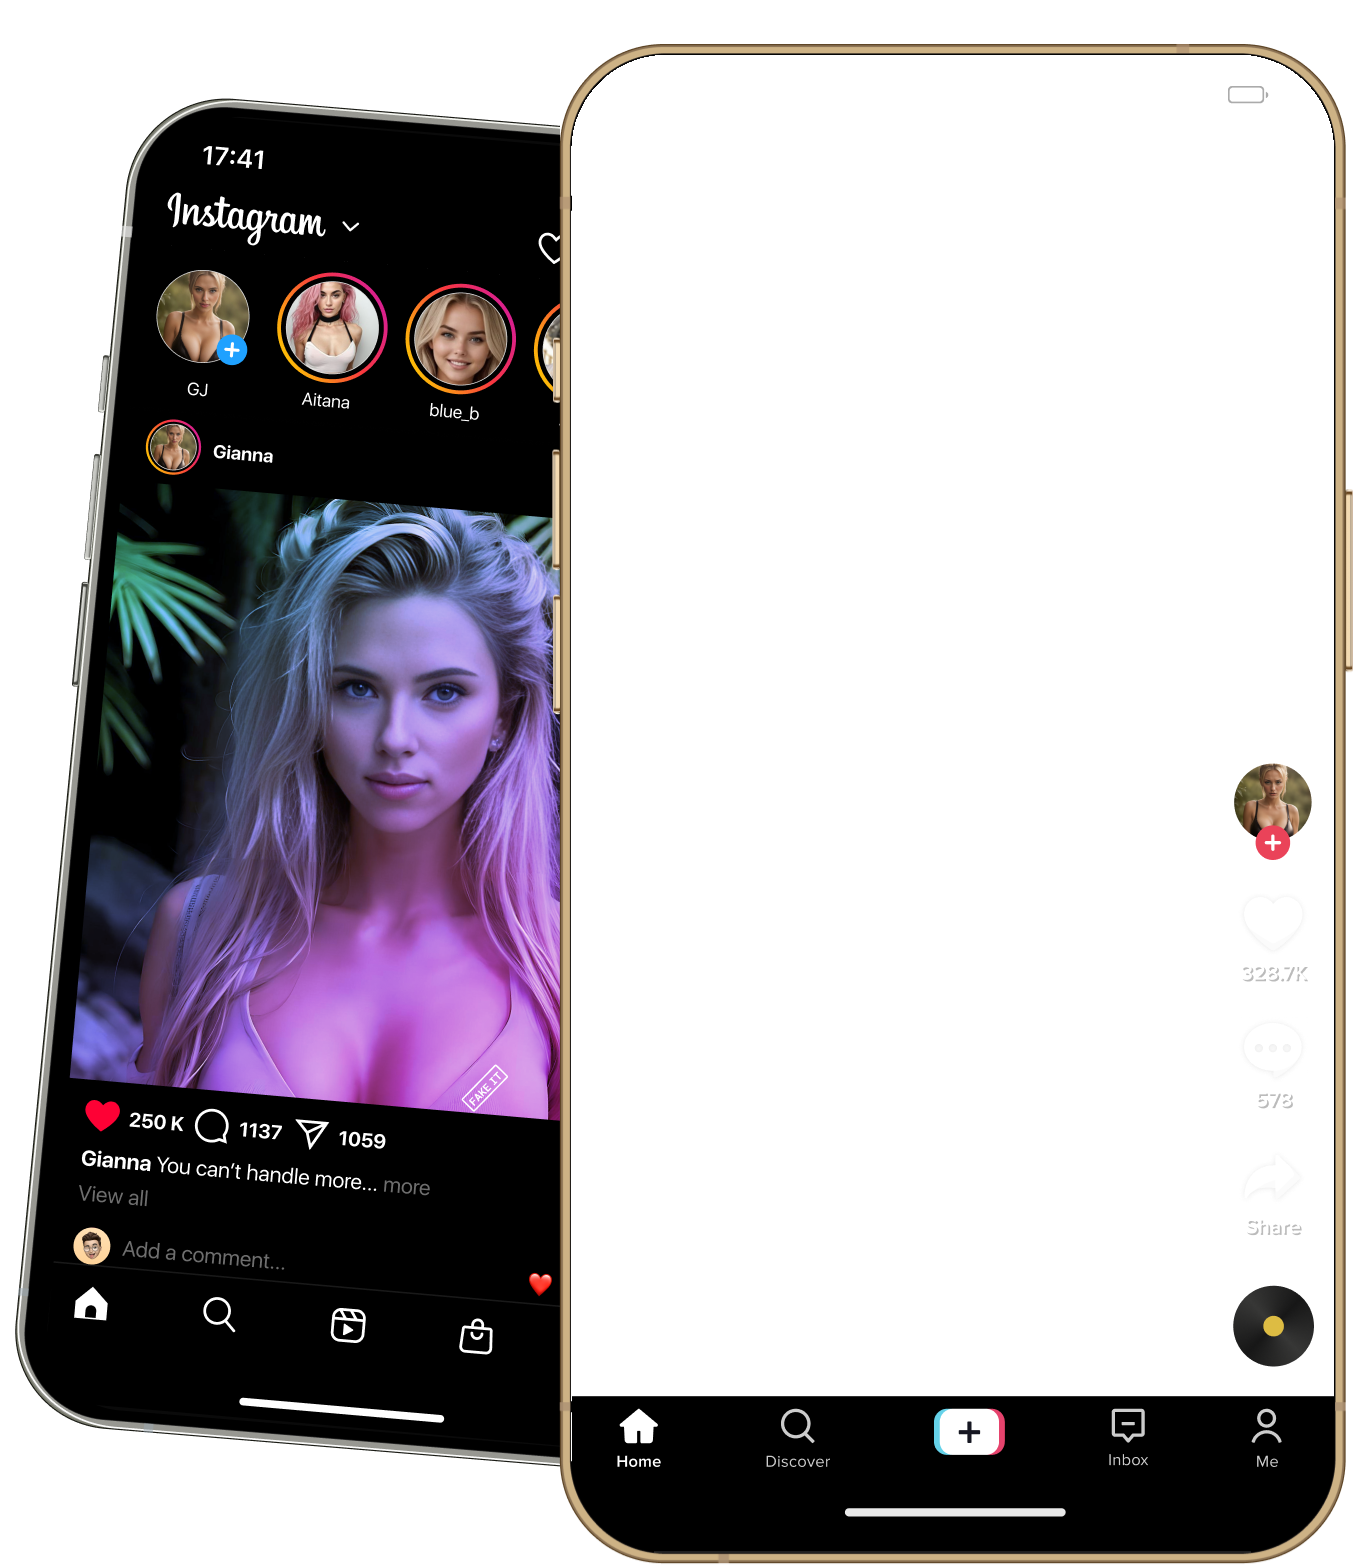 17:41
Instagram
GJ
Aitana
blue_b
Gianna
FAKE IT
250 K 1137 1059
Gianna You can't handle more... more
View all
Add a comment...
328.7K
578
Share
Home Discover Inbox Me